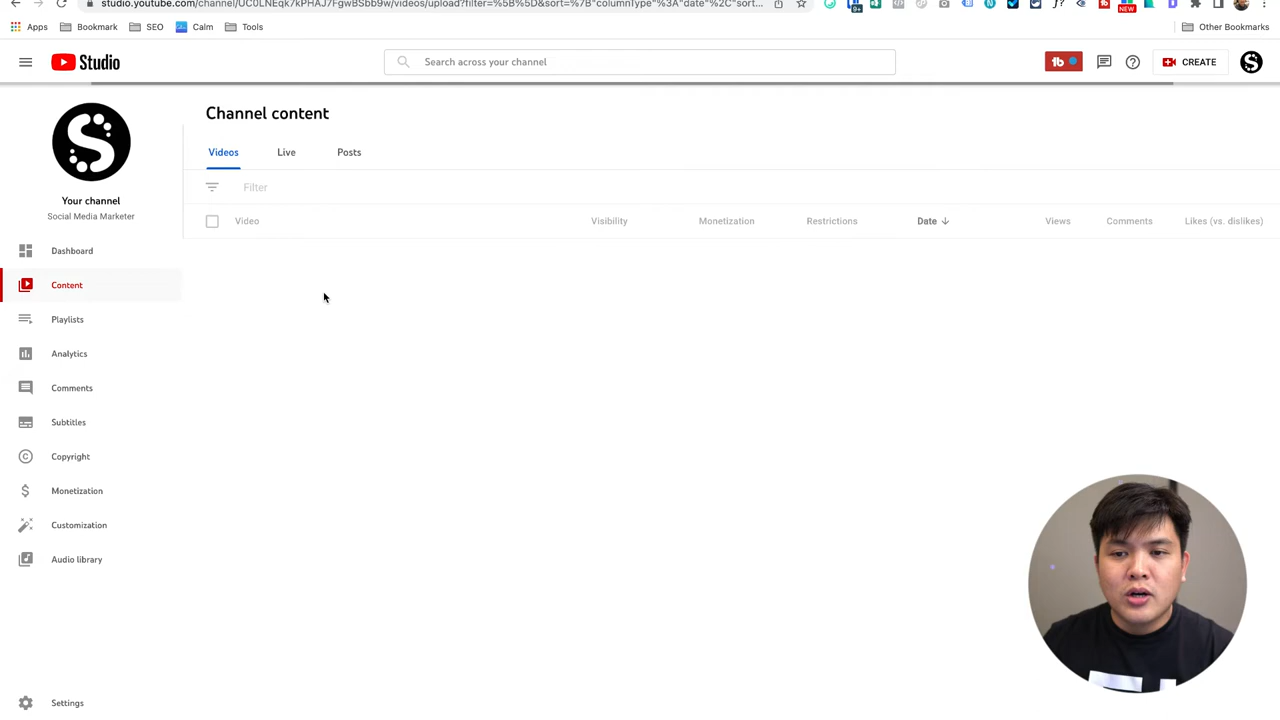 studio.youtube.com/channel/UC0LNEqk7kPHAJ7FgwBSbb9w/videos/upload?filter=%5B%5D&sort=%7B"columnType"%3A"date"%2C"sort...
Apps Bookmark SEO Calm Tools Other Bookmarks
Studio
Search across your channel
tb
CREATE
NEW
9+
Channel content
Videos Live Posts
Filter
Video Visibility Monetization Restrictions Date Views Comments Likes (vs. dislikes)
Your channel
Social Media Marketer
Dashboard
Content
Playlists
Analytics
Comments
Subtitles
Copyright
Monetization
Customization
Audio library
Settings